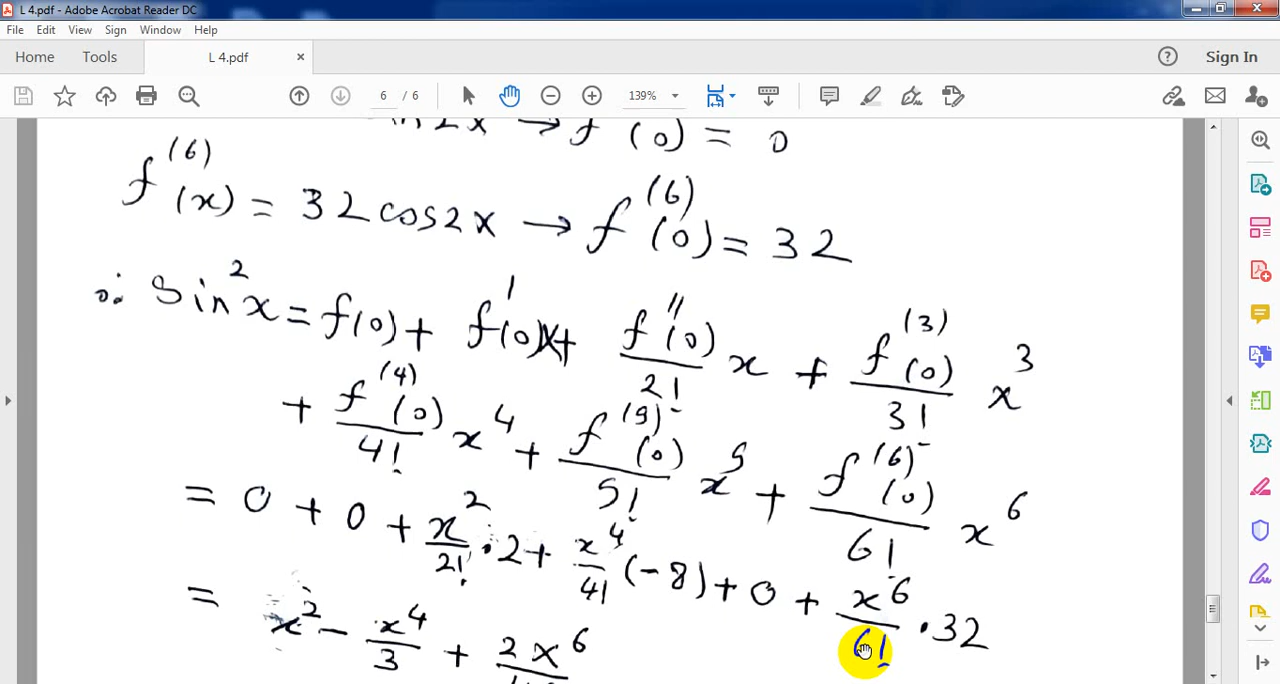 L 4.pdf - Adobe Acrobat Reader DC
File Edit View Sign Window Help
Home Tools L 4.pdf × ? Sign In
6 / 6 139%
2x → f (0) = 0
f⁽⁶⁾(x) = 32 cos2x → f⁽⁶⁾(0) = 32
∴ Sin²x = f(0) + f'(0)x + f''(0)/2! x + f⁽³⁾(0)/3! x³
+ f⁽⁴⁾(0)/4! x⁴ + f⁽⁵⁾(0)/5! x⁵ + f⁽⁶⁾(0)/6! x⁶
= 0 + 0 + x²/2! · 2 + x⁴/4! (-8) + 0 + x⁶/6! · 32
= x² - x⁴/3 + 2x⁶